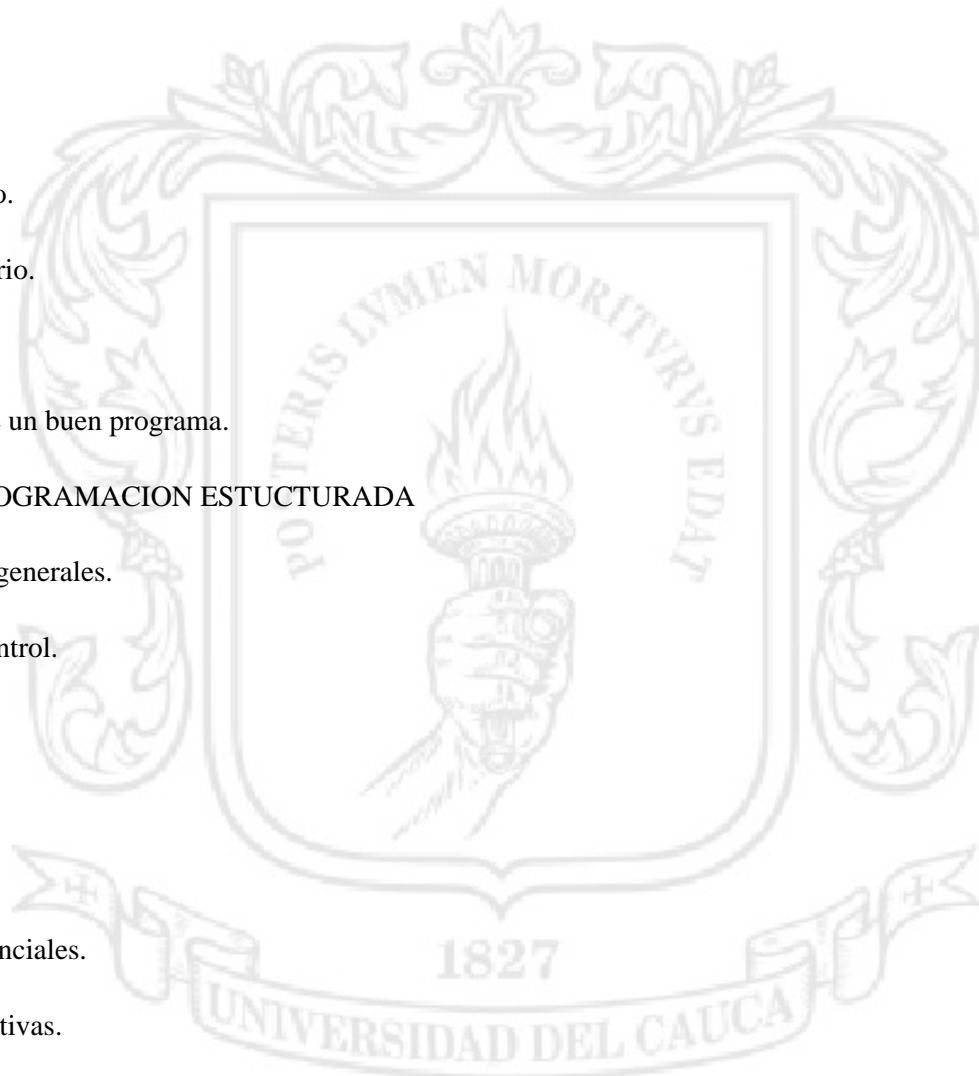 o.
rio.
un buen programa.
OGRAMACION ESTUCTURADA
generales.
ntrol.
nciales.
tivas.
POSTERIS LVMEN MORITVRVS EDAT
1827
UNIVERSIDAD DEL CAUCA